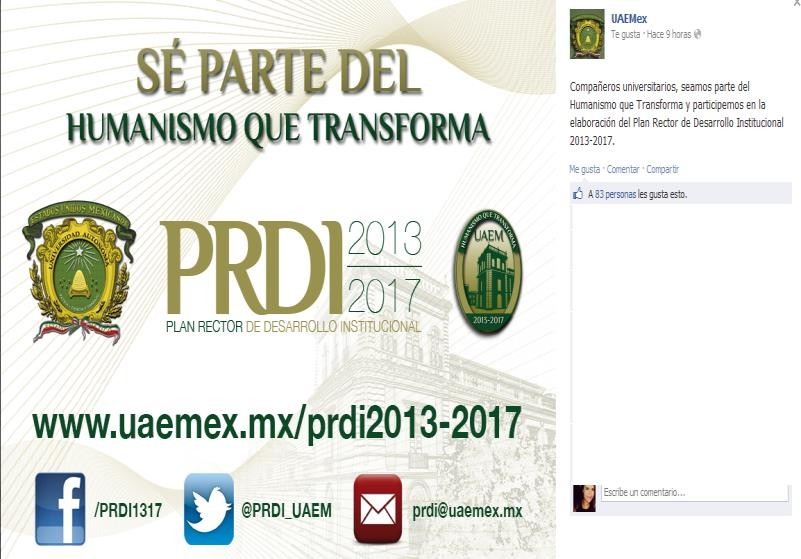 SÉ PARTE DEL
HUMANISMO QUE TRANSFORMA
ESTADOS UNIDOS MEXICANOS
UNIVERSIDAD AUTÓNOMA
PRDI
2013
2017
PLAN RECTOR DE DESARROLLO INSTITUCIONAL
HUMANISMO QUE TRANSFORMA
UAEM
2013-2017
www.uaemex.mx/prdi2013-2017
/PRDI1317
@PRDI_UAEM
prdi@uaemex.mx
x
UAEMex
Te gusta · Hace 9 horas
Compañeros universitarios, seamos parte del
Humanismo que Transforma y participemos en la
elaboración del Plan Rector de Desarrollo Institucional
2013-2017.
Me gusta · Comentar · Compartir
A 83 personas les gusta esto.
Escribe un comentario...